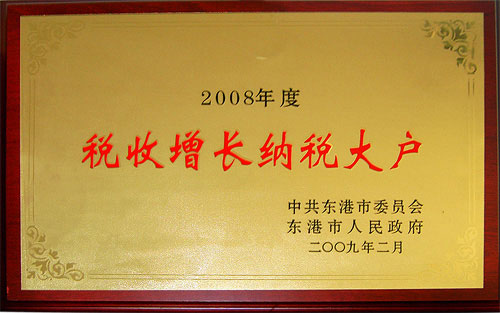 2008年度
税收增长纳税大户
中共东港市委员会
东港市人民政府
二〇〇九年二月